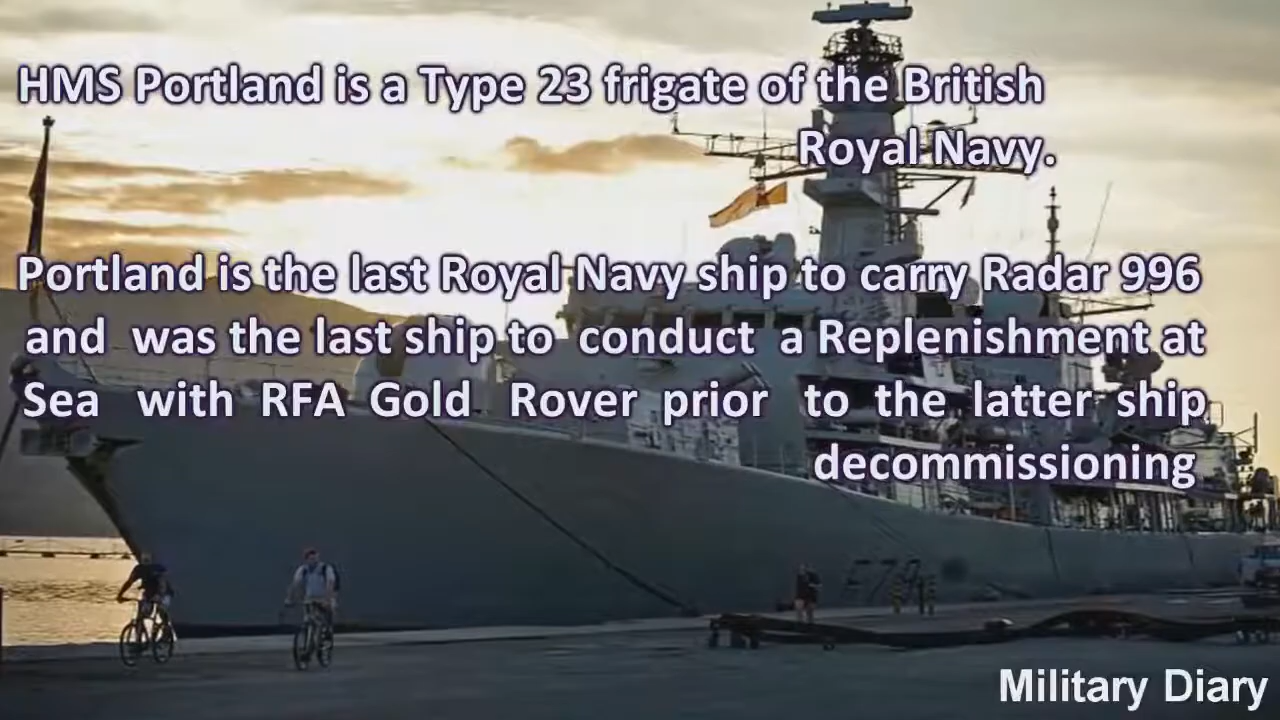 HMS Portland is a Type 23 frigate of the British
Royal Navy.
Portland is the last Royal Navy ship to carry Radar 996
and was the last ship to conduct a Replenishment at
Sea with RFA Gold Rover prior to the latter ship
decommissioning
Military Diary